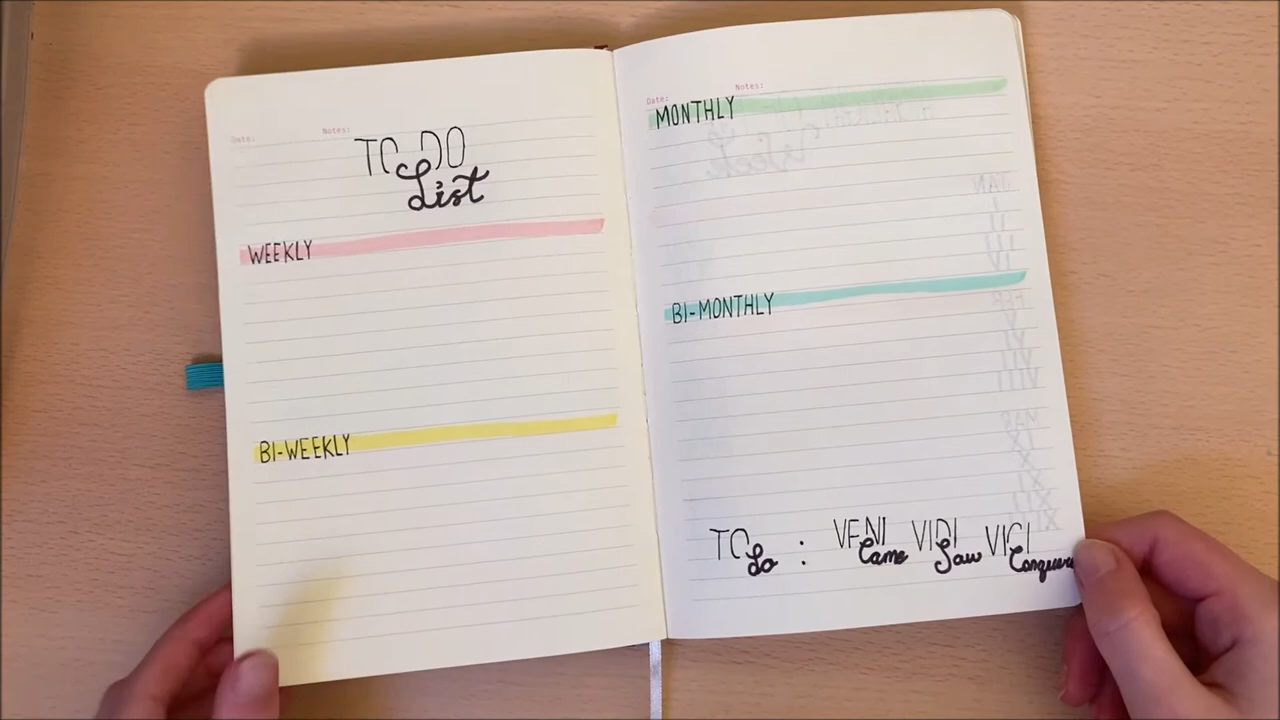 Date: Notes:
TO DO
List
WEEKLY
BI-WEEKLY
Date: Notes:
MONTHLY
BI-MONTHLY
TO : VENI VIDI VICI
Do Came Saw